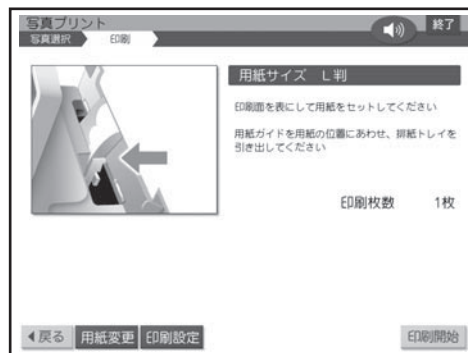 写真プリント
終了
写真選択 印刷
用紙サイズ L判
印刷面を表にして用紙をセットしてください
用紙ガイドを用紙の位置にあわせ、排紙トレイを
引き出してください
印刷枚数 1枚
戻る 用紙変更 印刷設定 印刷開始